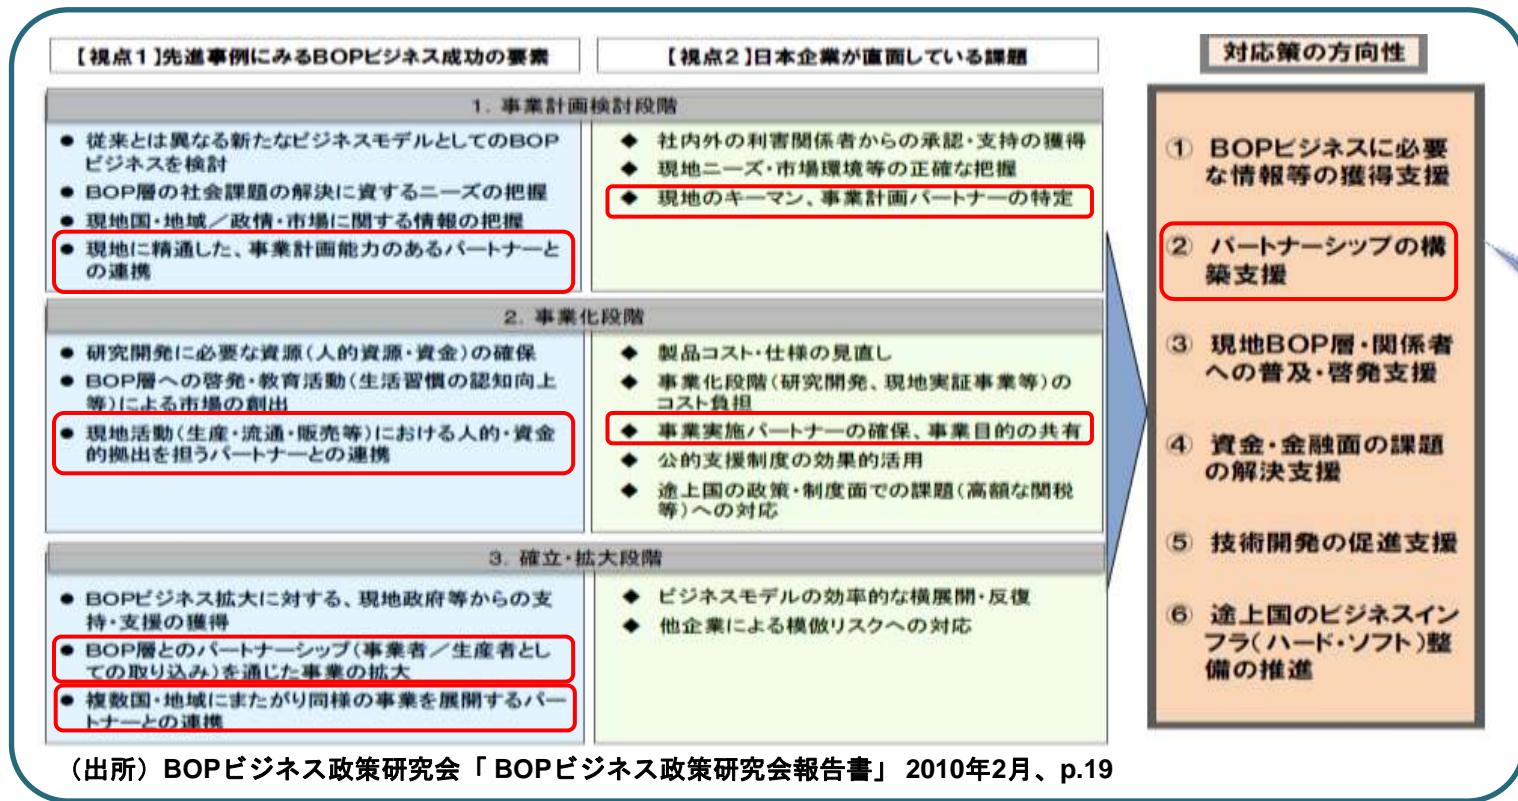 【視点1】先進事例にみるBOPビジネス成功の要素
【視点2】日本企業が直面している課題
対応策の方向性
1. 事業計画検討段階
● 従来とは異なる新たなビジネスモデルとしてのBOP
ビジネスを検討
● BOP層の社会課題の解決に資するニーズの把握
● 現地国・地域／政情・市場に関する情報の把握
● 現地に精通した、事業計画能力のあるパートナーと
の連携
◆ 社内外の利害関係者からの承認・支持の獲得
◆ 現地ニーズ・市場環境等の正確な把握
◆ 現地のキーマン、事業計画パートナーの特定
2. 事業化段階
● 研究開発に必要な資源(人的資源・資金)の確保
● BOP層への啓発・教育活動(生活習慣の認知向上
等)による市場の創出
● 現地活動(生産・流通・販売等)における人的・資金
的拠出を担うパートナーとの連携
◆ 製品コスト・仕様の見直し
◆ 事業化段階(研究開発、現地実証事業等)の
コスト負担
◆ 事業実施パートナーの確保、事業目的の共有
◆ 公的支援制度の効果的活用
◆ 途上国の政策・制度面での課題(高額な関税
等)への対応
3. 確立・拡大段階
● BOPビジネス拡大に対する、現地政府等からの支
持・支援の獲得
● BOP層とのパートナーシップ(事業者／生産者とし
ての取り込み)を通じた事業の拡大
● 複数国・地域にまたがり同様の事業を展開するパー
トナーとの連携
◆ ビジネスモデルの効率的な横展開・反復
◆ 他企業による模倣リスクへの対応
① BOPビジネスに必要
な情報等の獲得支援
② パートナーシップの構
築支援
③ 現地BOP層・関係者
への普及・啓発支援
④ 資金・金融面の課題
の解決支援
⑤ 技術開発の促進支援
⑥ 途上国のビジネスイン
フラ(ハード・ソフト)整
備の推進
（出所）BOPビジネス政策研究会「 BOPビジネス政策研究会報告書」 2010年2月、p.19